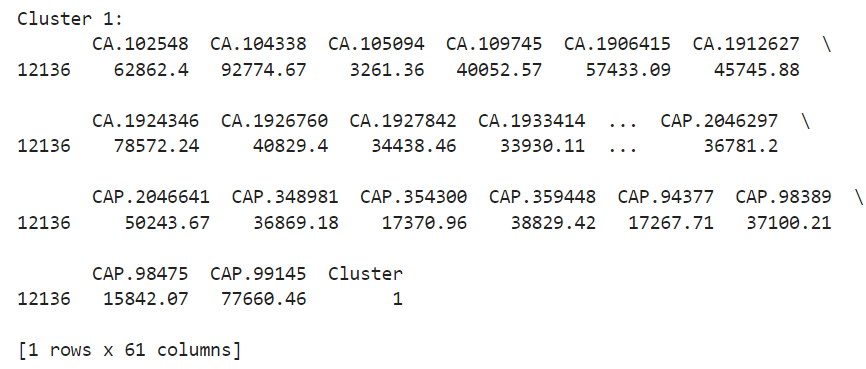 Cluster 1:
CA.102548 CA.104338 CA.105094 CA.109745 CA.1906415 CA.1912627 \
12136 62862.4 92774.67 3261.36 40052.57 57433.09 45745.88
CA.1924346 CA.1926760 CA.1927842 CA.1933414 ... CAP.2046297 \
12136 78572.24 40829.4 34438.46 33930.11 ... 36781.2
CAP.2046641 CAP.348981 CAP.354300 CAP.359448 CAP.94377 CAP.98389 \
12136 50243.67 36869.18 17370.96 38829.42 17267.71 37100.21
CAP.98475 CAP.99145 Cluster
12136 15842.07 77660.46 1
[1 rows x 61 columns]